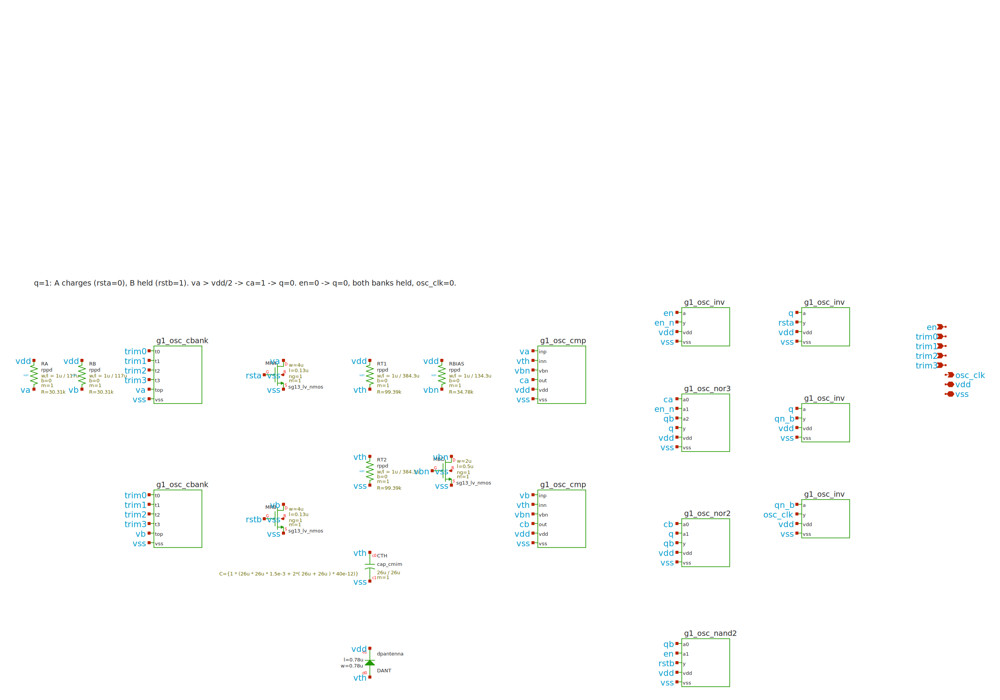 q=1: A charges (rsta=0), B held (rstb=1). va > vdd/2 -> ca=1 -> q=0. en=0 -> q=0, both banks held, osc_clk=0.
vdd
RA
rppd
w/l = 1u / 117u
b=0
m=1
R=30.31k
sub!
va
vdd
RB
rppd
w/l = 1u / 117u
b=0
m=1
R=30.31k
vb
g1_osc_cbank
trim0 t0
trim1 t1
trim2 t2
trim3 t3
va top
vss vss
MRA
va
D
w=4u
l=0.13u
ng=1
m=1
sg13_lv_nmos
rsta
G
vss
B
S
vss
vdd
RT1
rppd
w/l = 1u / 384.3u
b=0
m=1
R=99.39k
sub!
vth
vdd
RBIAS
rppd
w/l = 1u / 134.3u
b=0
m=1
R=34.78k
sub!
vbn
g1_osc_cmp
va inp
vth inn
vbn vbn
ca out
vdd vdd
vss vss
g1_osc_inv
en a
en_n y
vdd vdd
vss vss
g1_osc_inv
q a
rsta y
vdd vdd
vss vss
en
trim0
trim1
trim2
trim3
osc_clk
vdd
vss
g1_osc_nor3
ca a0
en_n a1
qb a2
q y
vdd vdd
vss vss
g1_osc_inv
q a
qn_b y
vdd vdd
vss vss
vth
RT2
rppd
w/l = 1u / 384.3u
b=0
m=1
R=99.39k
sub!
vss
vbn
MBD
D
w=2u
l=0.5u
ng=1
m=1
sg13_lv_nmos
vbn
G
vss
B
S
vss
g1_osc_cbank
trim0 t0
trim1 t1
trim2 t2
trim3 t3
vb top
vss vss
MRB
vb
D
w=4u
l=0.13u
ng=1
m=1
sg13_lv_nmos
rstb
G
vss
B
S
vss
g1_osc_cmp
vb inp
vth inn
vbn vbn
cb out
vdd vdd
vss vss
g1_osc_nor2
cb a0
q a1
qb y
vdd vdd
vss vss
g1_osc_inv
qn_b a
osc_clk y
vdd vdd
vss vss
vth
c0
CTH
cap_cmim
26u / 26u
m=1
C={1 * (26u * 26u * 1.5e-3 + 2*( 26u + 26u ) * 40e-12)}
c1
vss
vdd
d1
dpantenna
l=0.78u
w=0.78u
DANT
d0
vth
g1_osc_nand2
qb a0
en a1
rstb y
vdd vdd
vss vss